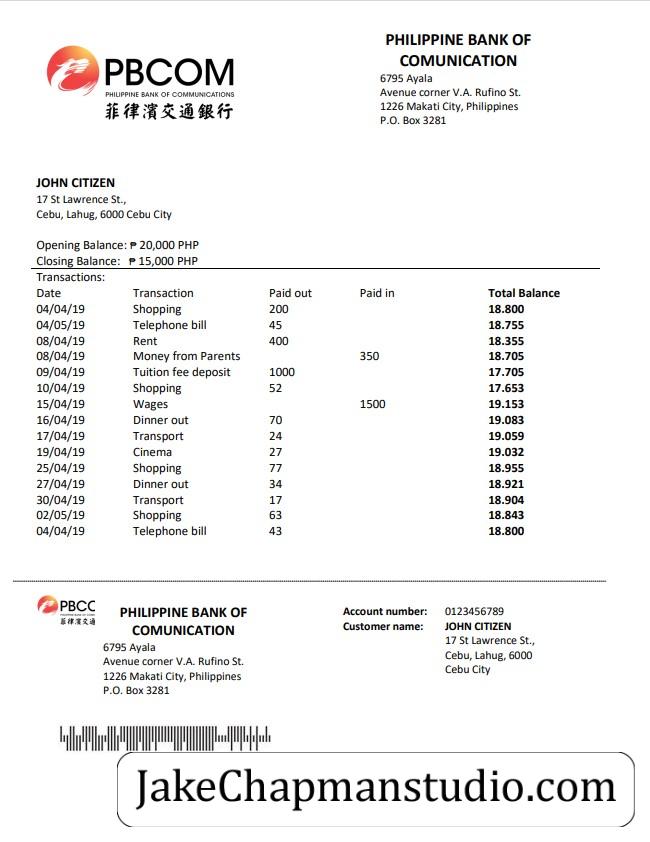 PBCOM
PHILIPPINE BANK OF COMMUNICATIONS
菲律濱交通銀行
PHILIPPINE BANK OF
COMUNICATION
6795 Ayala
Avenue corner V.A. Rufino St.
1226 Makati City, Philippines
P.O. Box 3281
JOHN CITIZEN
17 St Lawrence St.,
Cebu, Lahug, 6000 Cebu City
Opening Balance: ₱ 20,000 PHP
Closing Balance: ₱ 15,000 PHP
Transactions:
Date Transaction Paid out Paid in Total Balance
04/04/19 Shopping 200 18.800
04/05/19 Telephone bill 45 18.755
08/04/19 Rent 400 18.355
08/04/19 Money from Parents 350 18.705
09/04/19 Tuition fee deposit 1000 17.705
10/04/19 Shopping 52 17.653
15/04/19 Wages 1500 19.153
16/04/19 Dinner out 70 19.083
17/04/19 Transport 24 19.059
19/04/19 Cinema 27 19.032
25/04/19 Shopping 77 18.955
27/04/19 Dinner out 34 18.921
30/04/19 Transport 17 18.904
02/05/19 Shopping 63 18.843
04/04/19 Telephone bill 43 18.800
PBCC
菲律濱交通
PHILIPPINE BANK OF
COMUNICATION
6795 Ayala
Avenue corner V.A. Rufino St.
1226 Makati City, Philippines
P.O. Box 3281
Account number: 0123456789
Customer name: JOHN CITIZEN
17 St Lawrence St.,
Cebu, Lahug, 6000
Cebu City
JakeChapmanstudio.com